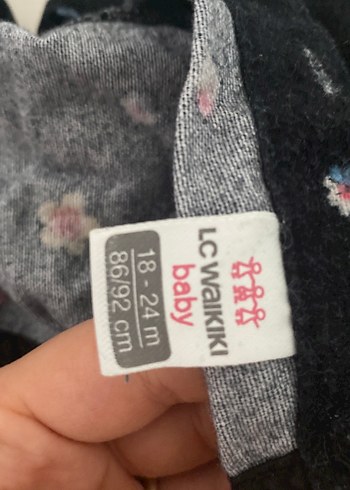 LC WAIKIKI
baby
18 - 24 m
86/92 cm